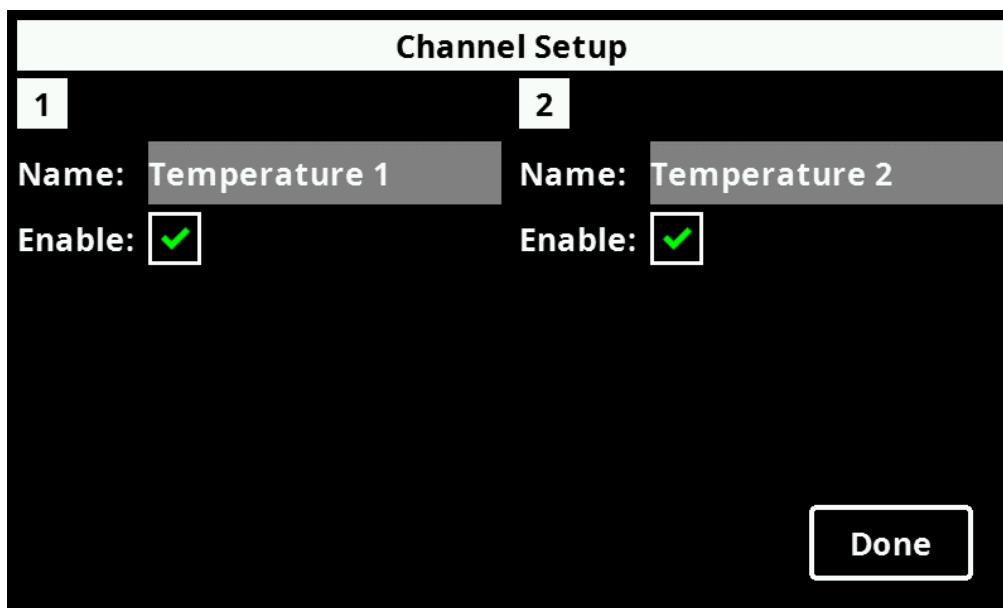 Channel Setup
1
Name: Temperature 1
Enable:
2
Name: Temperature 2
Enable:
Done